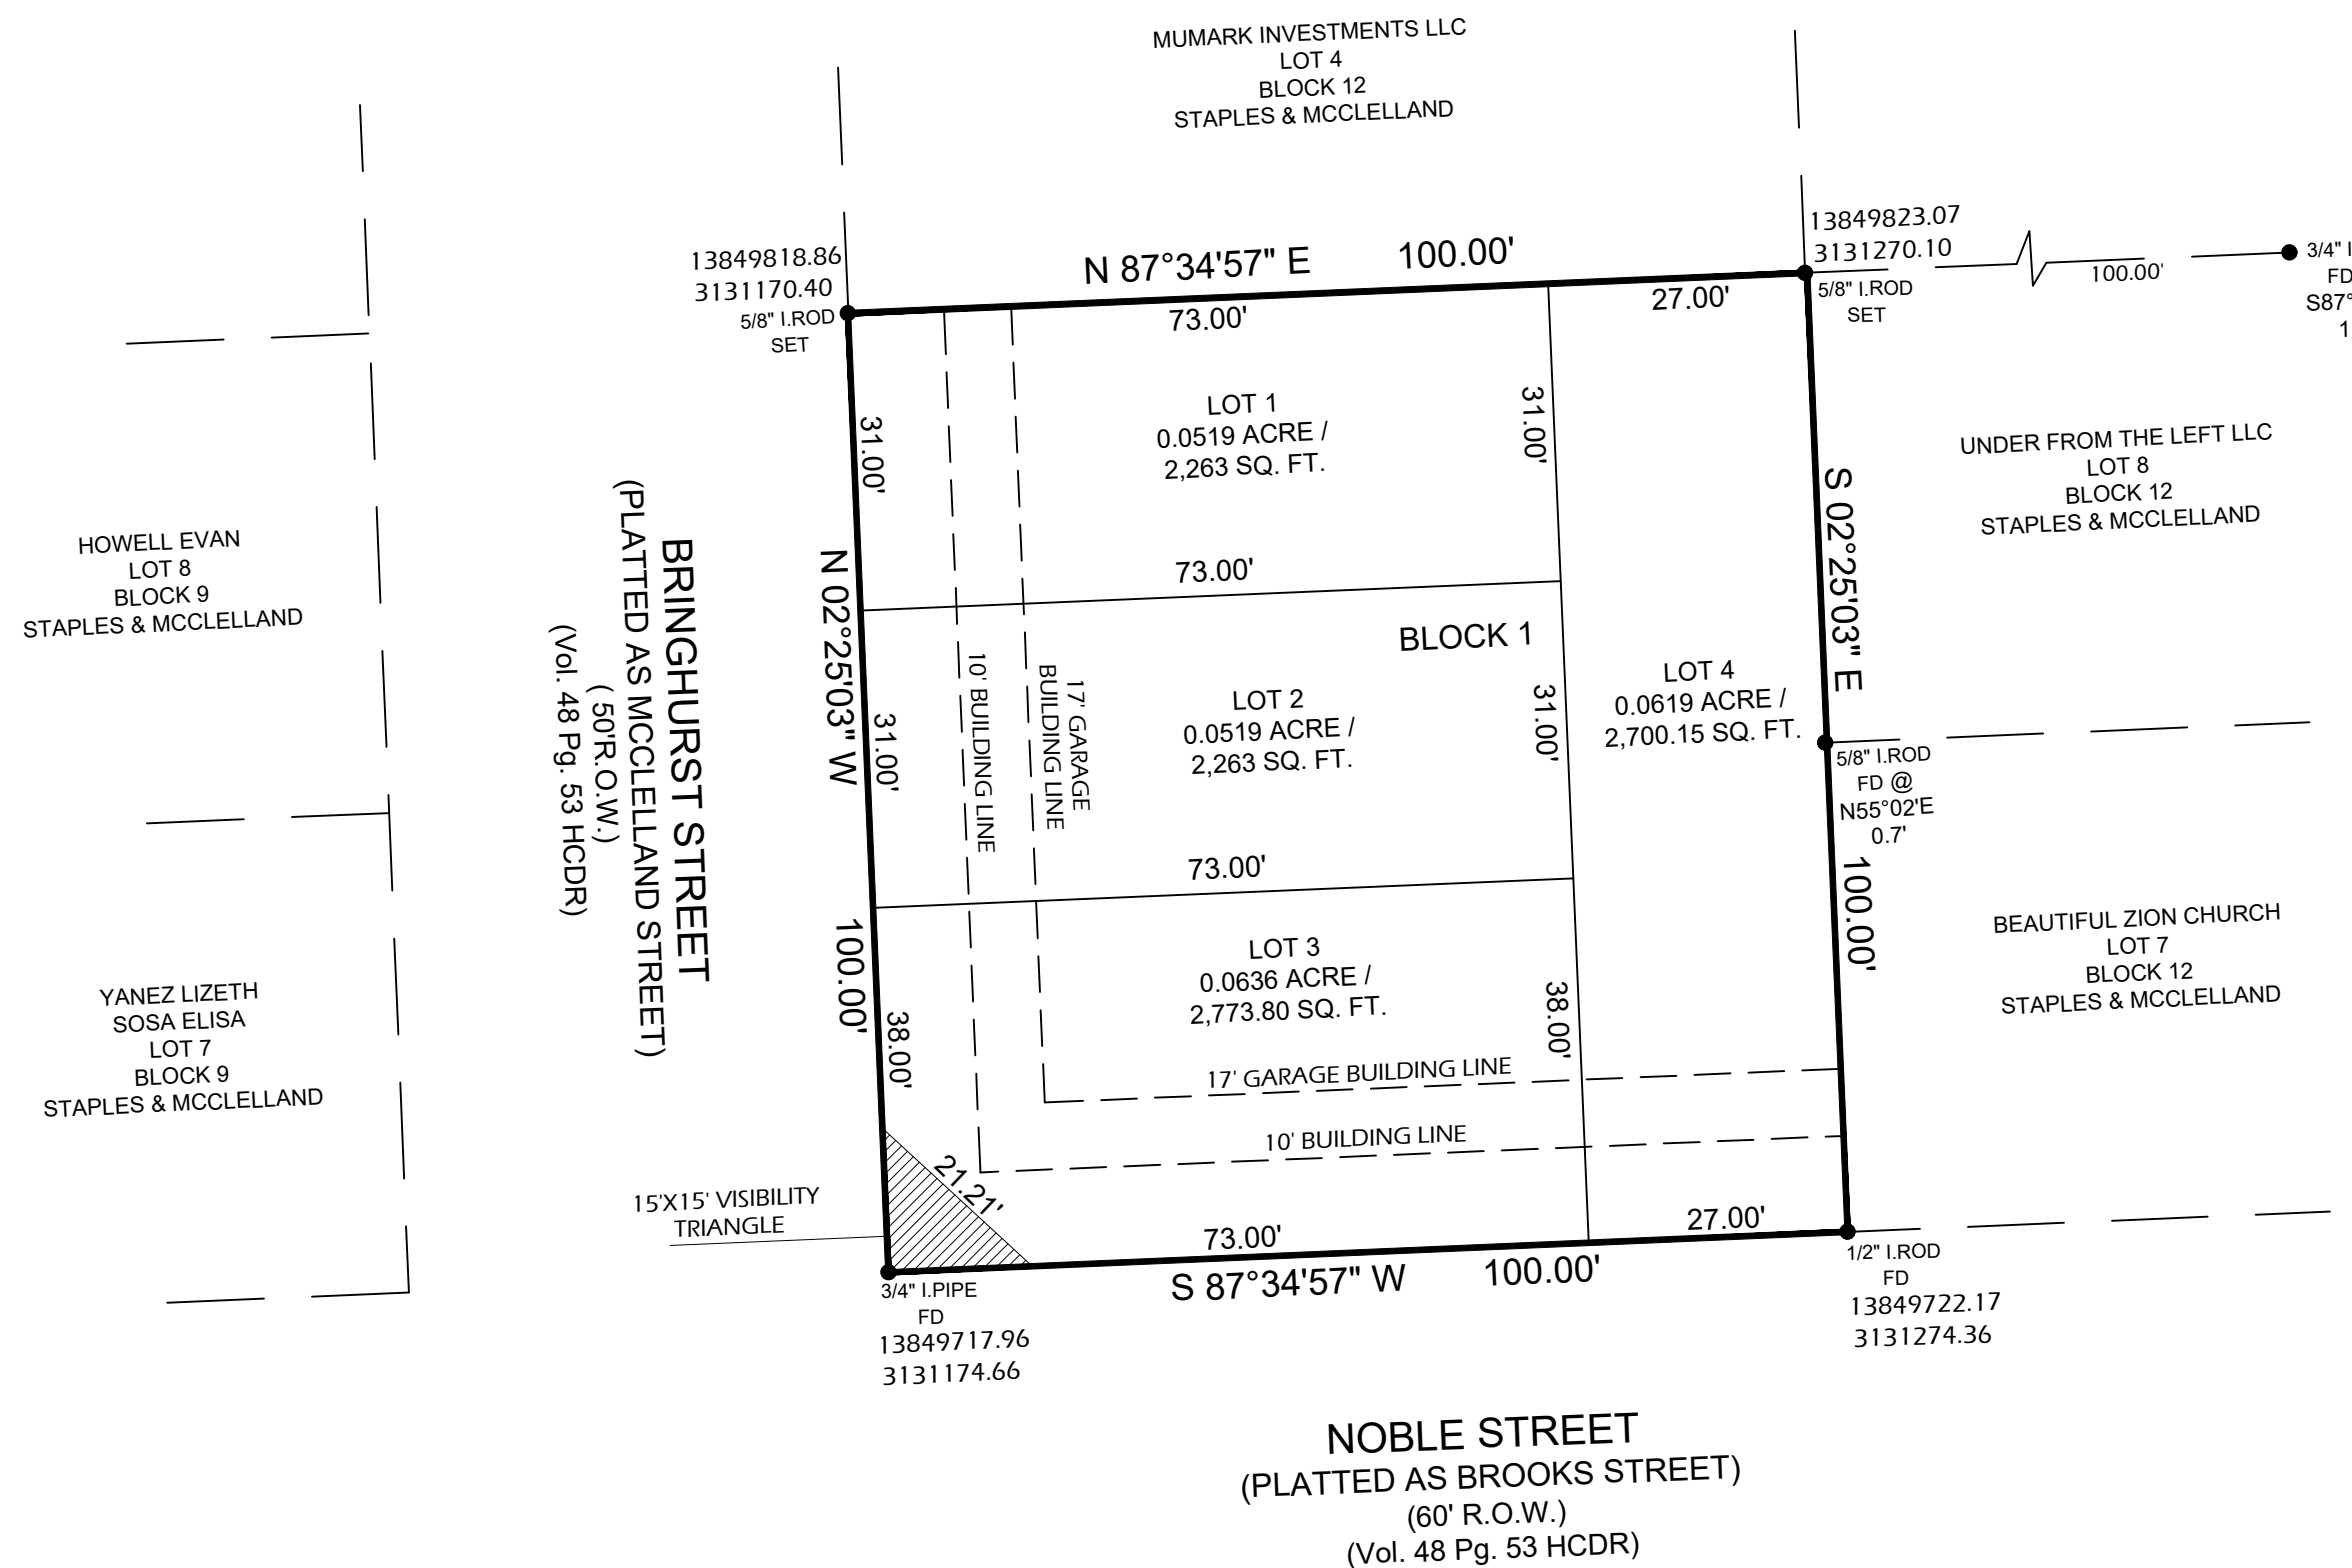 MUMARK INVESTMENTS LLC
LOT 4
BLOCK 12
STAPLES & MCCLELLAND
13849818.86
3131170.40
5/8" I.ROD
SET
N 87°34'57" E 100.00'
73.00'
27.00'
13849823.07
3131270.10
5/8" I.ROD
SET
100.00'
3/4" I
FD
S87°
1
LOT 1
0.0519 ACRE /
2,263 SQ. FT.
31.00'
31.00'
73.00'
UNDER FROM THE LEFT LLC
LOT 8
BLOCK 12
STAPLES & MCCLELLAND
HOWELL EVAN
LOT 8
BLOCK 9
STAPLES & MCCLELLAND
BRINGHURST STREET
(PLATTED AS MCCLELLAND STREET)
( 50'R.O.W.)
(Vol. 48 Pg. 53 HCDR)
N 02°25'03" W 100.00'
S 02°25'03" E 100.00'
BLOCK 1
10' BUILDING LINE
17' GARAGE
BUILDING LINE
LOT 2
0.0519 ACRE /
2,263 SQ. FT.
31.00'
31.00'
73.00'
LOT 4
0.0619 ACRE /
2,700.15 SQ. FT.
5/8" I.ROD
FD @
N55°02'E
0.7'
BEAUTIFUL ZION CHURCH
LOT 7
BLOCK 12
STAPLES & MCCLELLAND
YANEZ LIZETH
SOSA ELISA
LOT 7
BLOCK 9
STAPLES & MCCLELLAND
LOT 3
0.0636 ACRE /
2,773.80 SQ. FT.
38.00'
38.00'
17' GARAGE BUILDING LINE
10' BUILDING LINE
21.21'
15'X15' VISIBILITY
TRIANGLE
73.00'
27.00'
S 87°34'57" W 100.00'
3/4" I.PIPE
FD
13849717.96
3131174.66
1/2" I.ROD
FD
13849722.17
3131274.36
NOBLE STREET
(PLATTED AS BROOKS STREET)
(60' R.O.W.)
(Vol. 48 Pg. 53 HCDR)